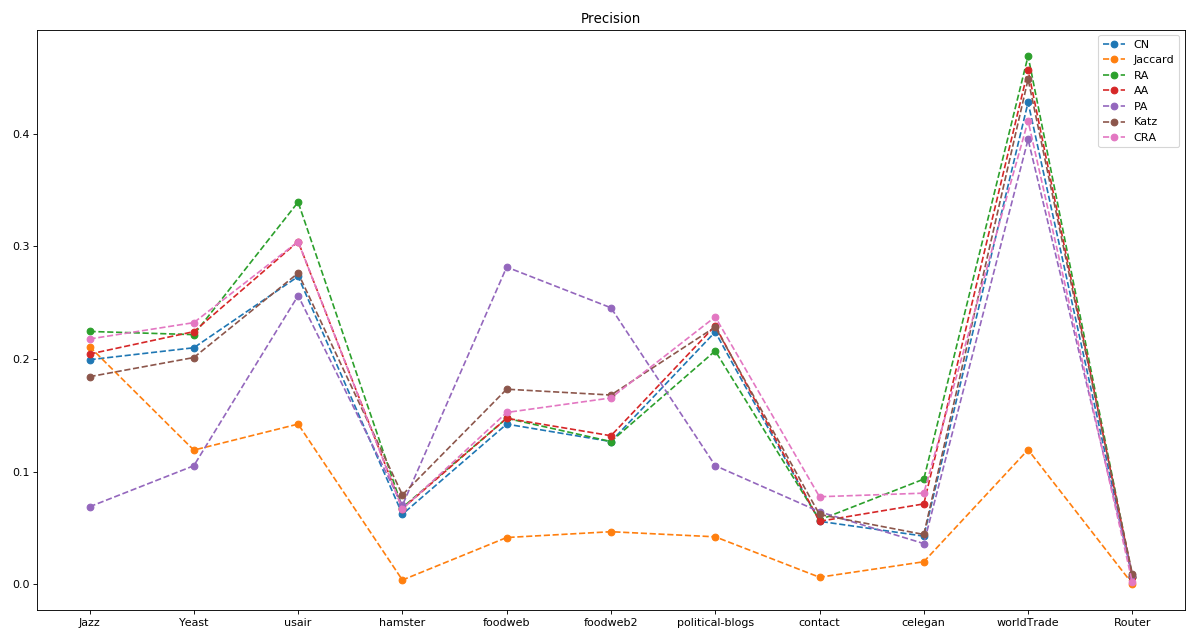 Precision
CN
Jaccard
RA
AA
PA
Katz
CRA
0.4
0.3
0.2
0.1
0.0
Jazz Yeast usair hamster foodweb foodweb2 political-blogs contact celegan worldTrade Router